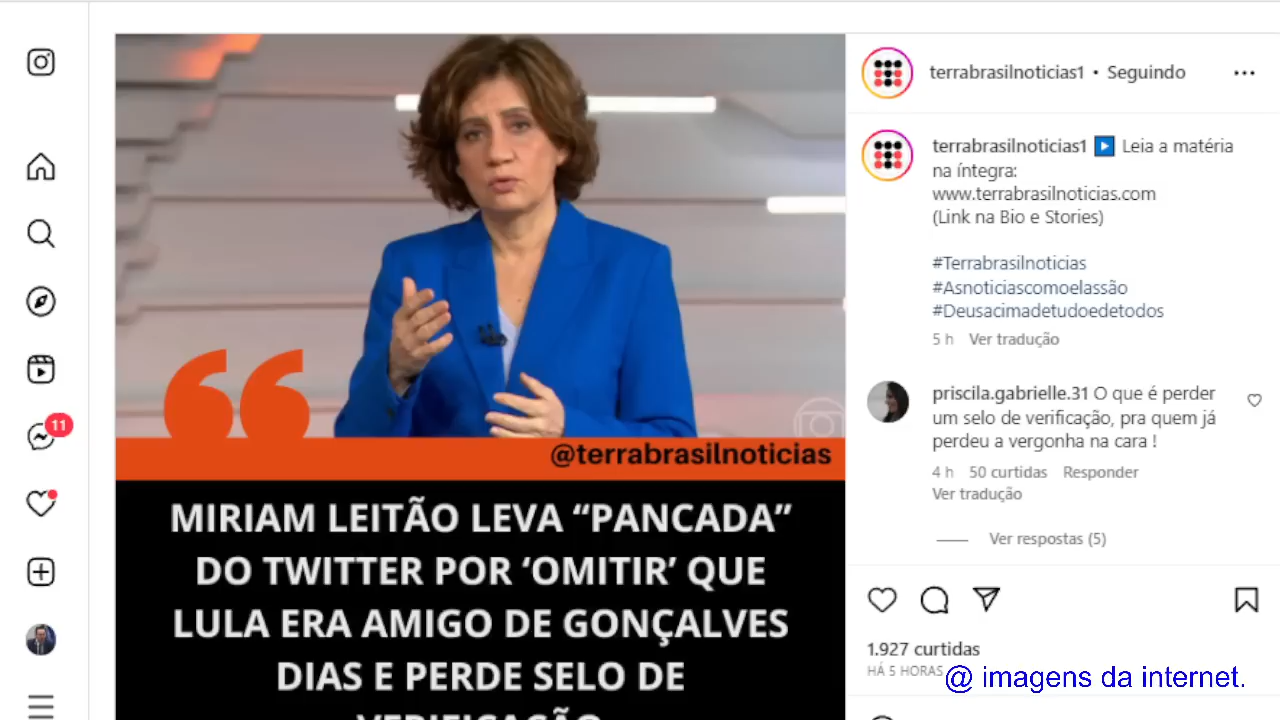 terrabrasilnoticias1 • Seguindo
terrabrasilnoticias1 ▶ Leia a matéria
na íntegra:
www.terrabrasilnoticias.com
(Link na Bio e Stories)
#Terrabrasilnoticias
#Asnoticiascomoelassão
#Deusacimadetudoedetodos
5 h Ver tradução
priscila.gabrielle.31 O que é perder
um selo de verificação, pra quem já
perdeu a vergonha na cara !
4 h 50 curtidas Responder
Ver tradução
Ver respostas (5)
1.927 curtidas
HÁ 5 HORAS
@ imagens da internet.
11
@terrabrasilnoticias
MIRIAM LEITÃO LEVA “PANCADA”
DO TWITTER POR ‘OMITIR’ QUE
LULA ERA AMIGO DE GONÇALVES
DIAS E PERDE SELO DE
VERIFICAÇÃO